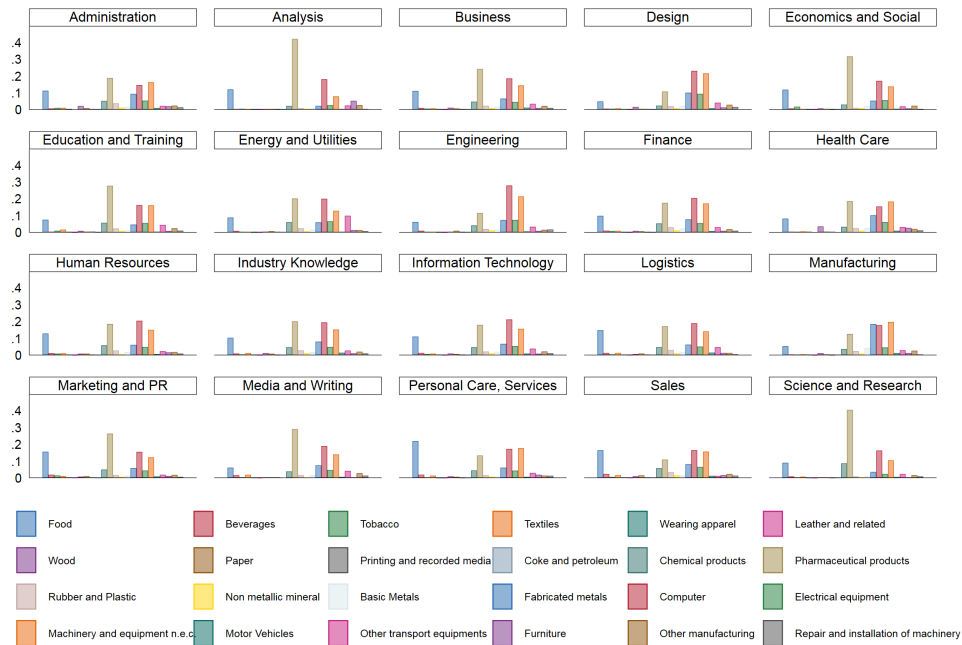 Administration Analysis Business Design Economics and Social
.4
.3
.2
.1
0
Education and Training Energy and Utilities Engineering Finance Health Care
.4
.3
.2
.1
0
Human Resources Industry Knowledge Information Technology Logistics Manufacturing
.4
.3
.2
.1
0
Marketing and PR Media and Writing Personal Care, Services Sales Science and Research
.4
.3
.2
.1
0
Food Beverages Tobacco Textiles Wearing apparel Leather and related
Wood Paper Printing and recorded media Coke and petroleum Chemical products Pharmaceutical products
Rubber and Plastic Non metallic mineral Basic Metals Fabricated metals Computer Electrical equipment
Machinery and equipment n.e.c. Motor Vehicles Other transport equipments Furniture Other manufacturing Repair and installation of machinery